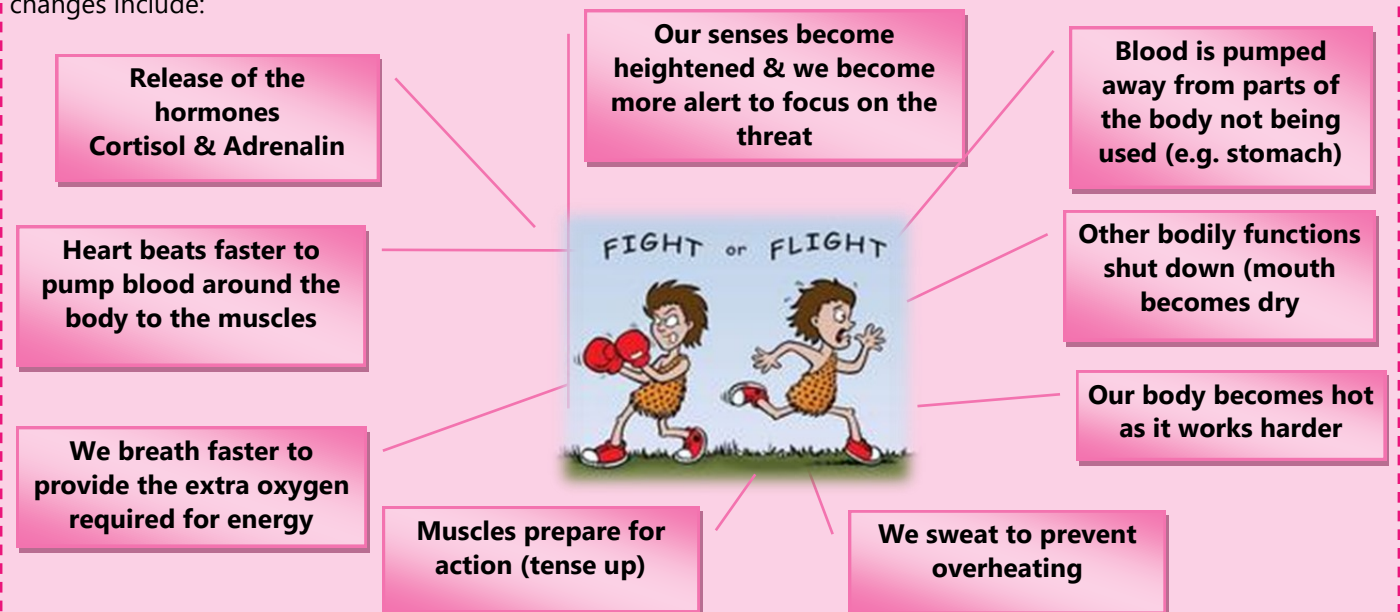 changes include:
Our senses become
heightened & we become
more alert to focus on the
threat
Blood is pumped
away from parts of
the body not being
used (e.g. stomach)
Release of the
hormones
Cortisol & Adrenalin
Heart beats faster to
pump blood around the
body to the muscles
FIGHT or FLIGHT
Other bodily functions
shut down (mouth
becomes dry
Our body becomes hot
as it works harder
We breath faster to
provide the extra oxygen
required for energy
Muscles prepare for
action (tense up)
We sweat to prevent
overheating